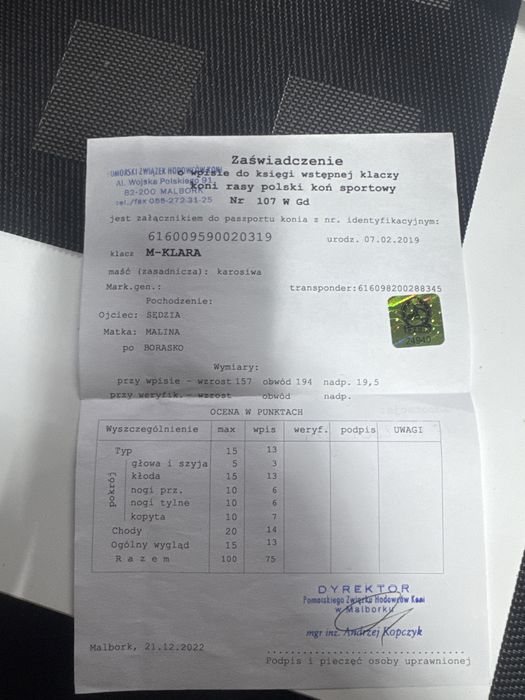 Zaświadczenie
POMORSKI ZWIĄZEK HODOWCÓW KONI
o wpisie do księgi wstępnej klaczy
Al. Wojska Polskiego 91
koni rasy polski koń sportowy
82-200 MALBORK
tel./fax 055-272-31-25
Nr 107 W Gd
jest załącznikiem do paszportu konia z nr. identyfikacyjnym:
616009590020319 urodz. 07.02.2019
klacz M-KLARA
maść (zasadnicza): karosiwa
Mark.gen.: transponder:616098200288345
Pochodzenie:
Ojciec: SĘDZIA
24940
Matka: MALINA
po BORASKO
Wymiary:
przy wpisie - wzrost 157 obwód 194 nadp. 19,5
przy weryfik. - wzrost obwód nadp.
OCENA W PUNKTACH
Wyszczególnienie max wpis weryf. podpis UWAGI
Typ 15 13
pokrój
głowa i szyja 5 3
kłoda 15 13
nogi prz. 10 6
nogi tylne 10 6
kopyta 10 7
Chody 20 14
Ogólny wygląd 15 13
R a z e m 100 75
DYREKTOR
Pomorskiego Związku Hodowców Koni
w Malborku
mgr inż. Andrzej Kopczyk
Malbork, 21.12.2022
Podpis i pieczęć osoby uprawnionej